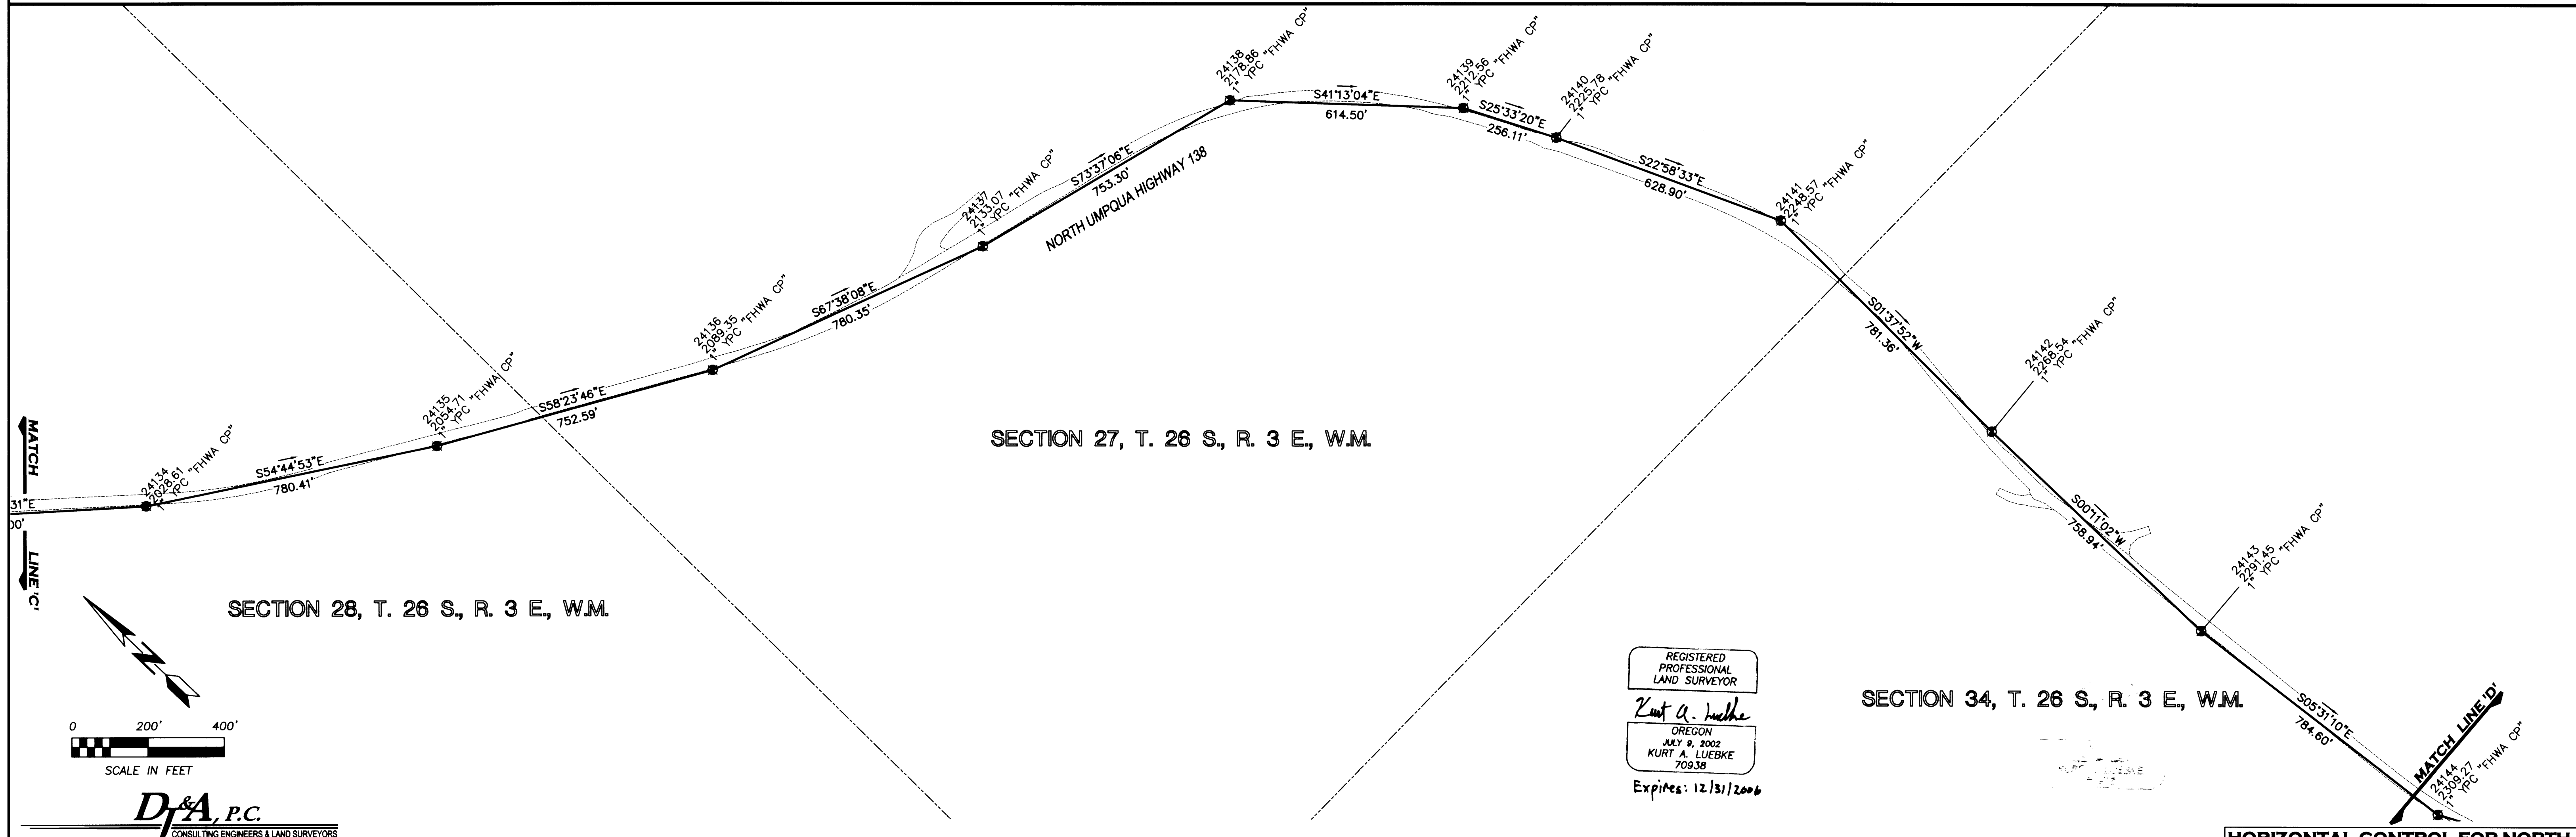 24134
2028.61
1" YPC "FHWA CP"
24135
2054.71
1" YPC "FHWA CP"
24136
2089.35
1" YPC "FHWA CP"
24137
2133.07
1" YPC "FHWA CP"
24138
2178.86
1" YPC "FHWA CP"
24139
2212.56
1" YPC "FHWA CP"
24140
2225.78
1" YPC "FHWA CP"
24141
2248.57
1" YPC "FHWA CP"
24142
2268.54
1" YPC "FHWA CP"
24143
2291.45
1" YPC "FHWA CP"
24144
2309.27
1" YPC "FHWA CP"
31"E
00'
S54°44'53"E
780.41'
S58°23'46"E
752.59'
S67°38'08"E
780.35'
S73°37'06"E
753.30'
NORTH UMPQUA HIGHWAY 138
S41°13'04"E
614.50'
S25°33'20"E
256.11'
S22°58'33"E
628.90'
S01°37'52"W
781.36'
S00°11'02"W
758.94'
S05°31'10"E
784.60'
MATCH
LINE 'C'
MATCH LINE 'D'
SECTION 28, T. 26 S., R. 3 E., W.M.
SECTION 27, T. 26 S., R. 3 E., W.M.
SECTION 34, T. 26 S., R. 3 E., W.M.
N
0 200' 400'
SCALE IN FEET
DJ&A, P.C.
CONSULTING ENGINEERS & LAND SURVEYORS
REGISTERED
PROFESSIONAL
LAND SURVEYOR
Kurt A. Luebke
OREGON
JULY 9, 2002
KURT A. LUEBKE
70938
Expires: 12/31/2006
HORIZONTAL CONTROL FOR NORTH